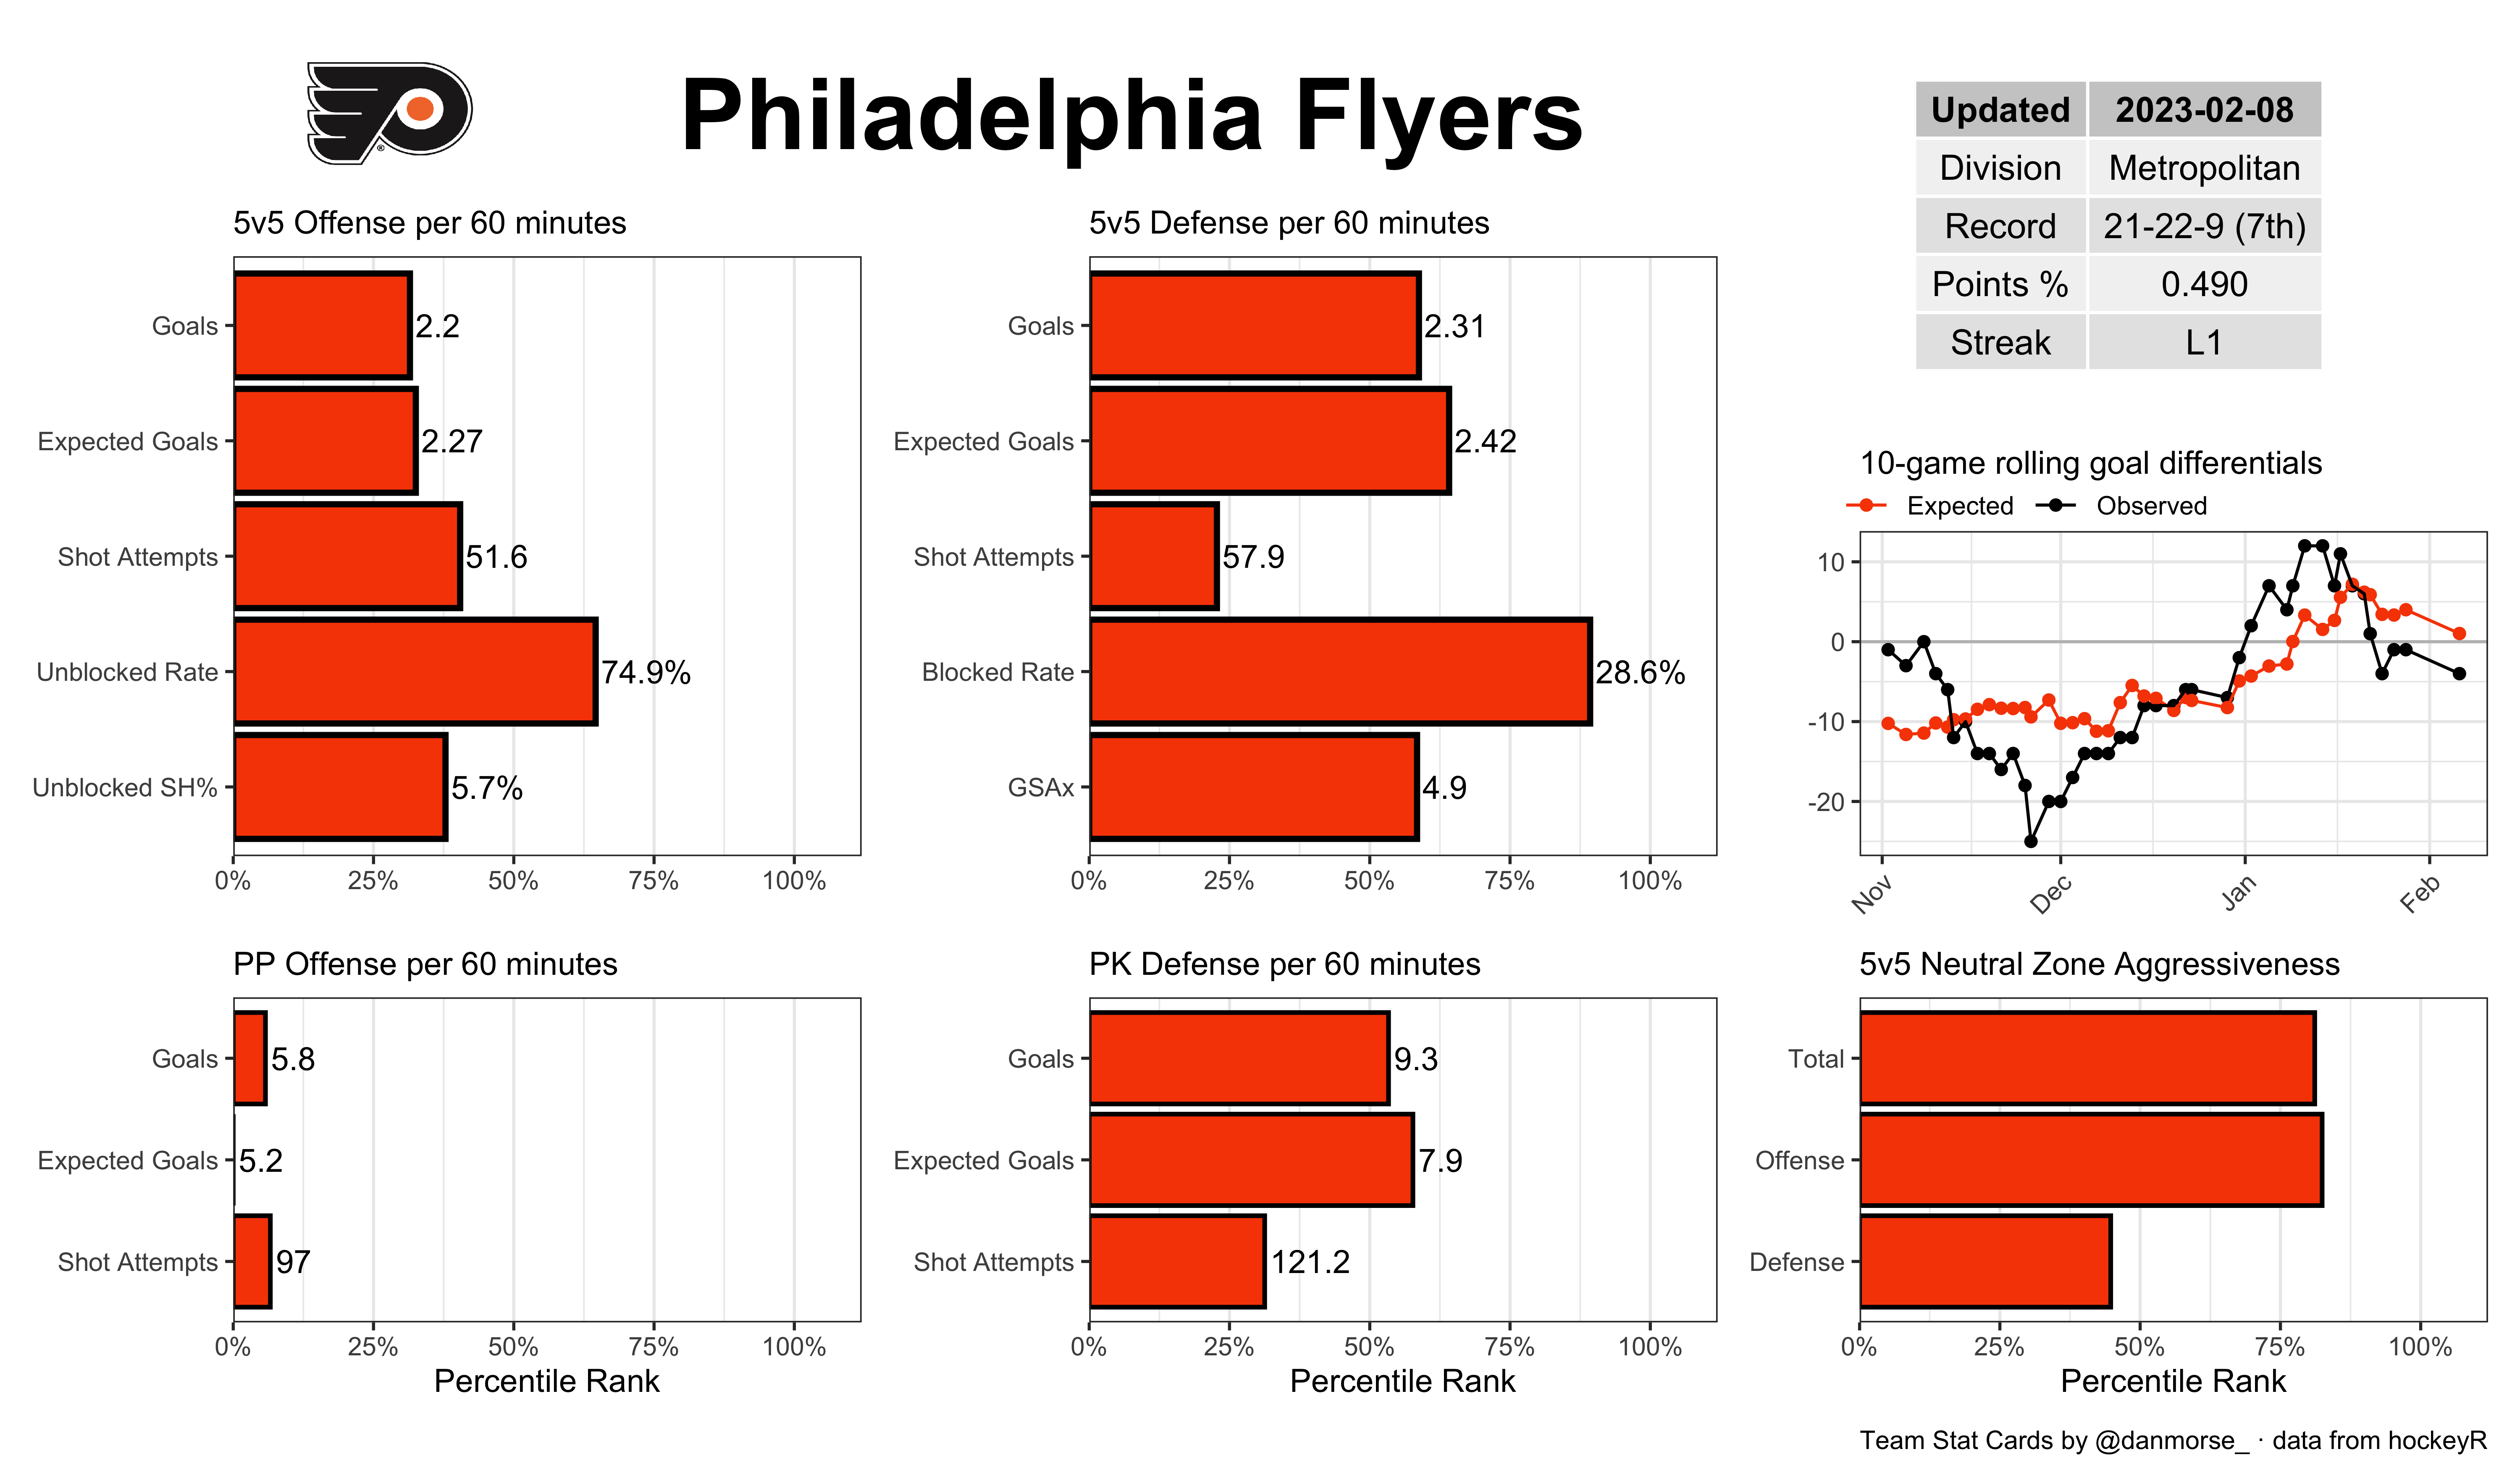 Philadelphia Flyers
Updated 2023-02-08
Division Metropolitan
Record 21-22-9 (7th)
Points % 0.490
Streak L1
5v5 Offense per 60 minutes
Goals 2.2
Expected Goals 2.27
Shot Attempts 51.6
Unblocked Rate 74.9%
Unblocked SH% 5.7%
0% 25% 50% 75% 100%
5v5 Defense per 60 minutes
Goals 2.31
Expected Goals 2.42
Shot Attempts 57.9
Blocked Rate 28.6%
GSAx 4.9
0% 25% 50% 75% 100%
10-game rolling goal differentials
Expected Observed
10
0
-10
-20
Nov Dec Jan Feb
PP Offense per 60 minutes
Goals 5.8
Expected Goals 5.2
Shot Attempts 97
0% 25% 50% 75% 100%
Percentile Rank
PK Defense per 60 minutes
Goals 9.3
Expected Goals 7.9
Shot Attempts 121.2
0% 25% 50% 75% 100%
Percentile Rank
5v5 Neutral Zone Aggressiveness
Total
Offense
Defense
0% 25% 50% 75% 100%
Percentile Rank
Team Stat Cards by @danmorse_ · data from hockeyR